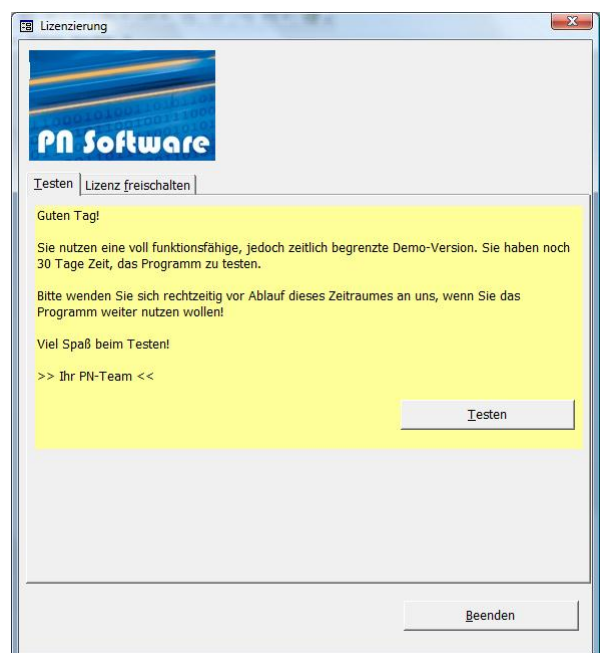 Lizenzierung
PN Software
Testen
Lizenz freischalten
Guten Tag!
Sie nutzen eine voll funktionsfähige, jedoch zeitlich begrenzte Demo-Version. Sie haben noch
30 Tage Zeit, das Programm zu testen.
Bitte wenden Sie sich rechtzeitig vor Ablauf dieses Zeitraumes an uns, wenn Sie das
Programm weiter nutzen wollen!
Viel Spaß beim Testen!
>> Ihr PN-Team <<
Testen
Beenden